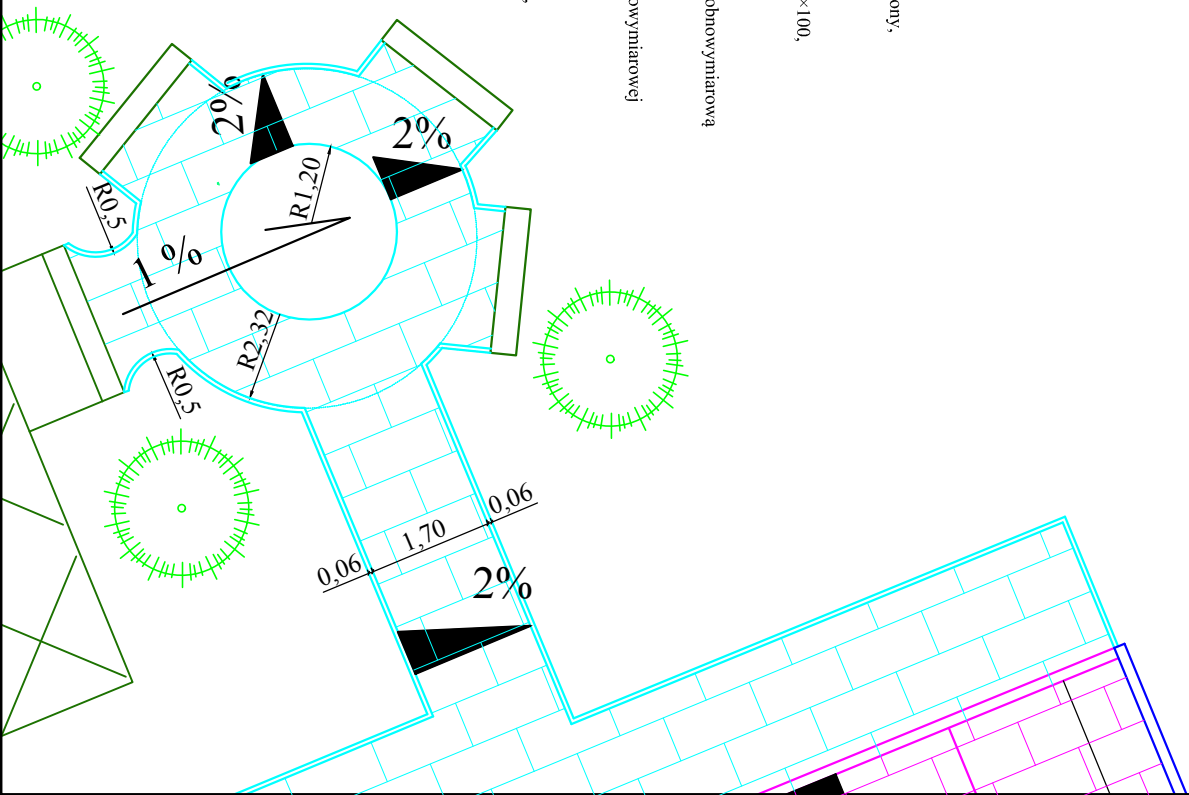 owymiarowej
obnowymiarową
×100,
ony,
2%
2%
R1,20
R0,5
1 %
R2,32
R0,5
0,06
1,70
0,06
2%